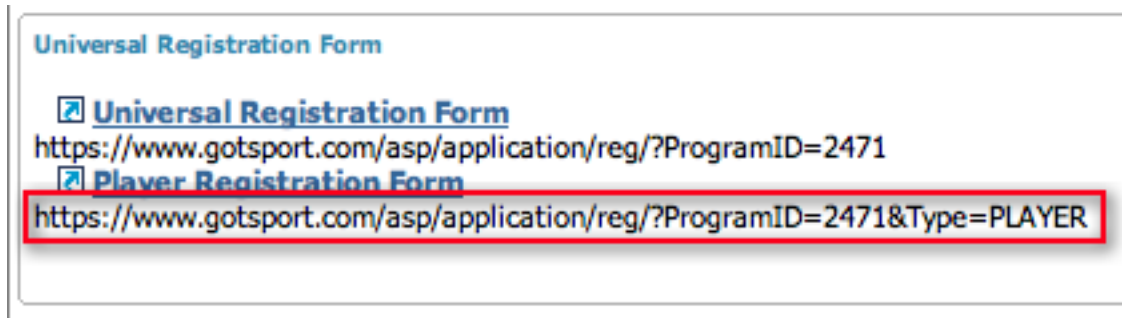 Universal Registration Form
Universal Registration Form
https://www.gotsport.com/asp/application/reg/?ProgramID=2471
Player Registration Form
https://www.gotsport.com/asp/application/reg/?ProgramID=2471&Type=PLAYER